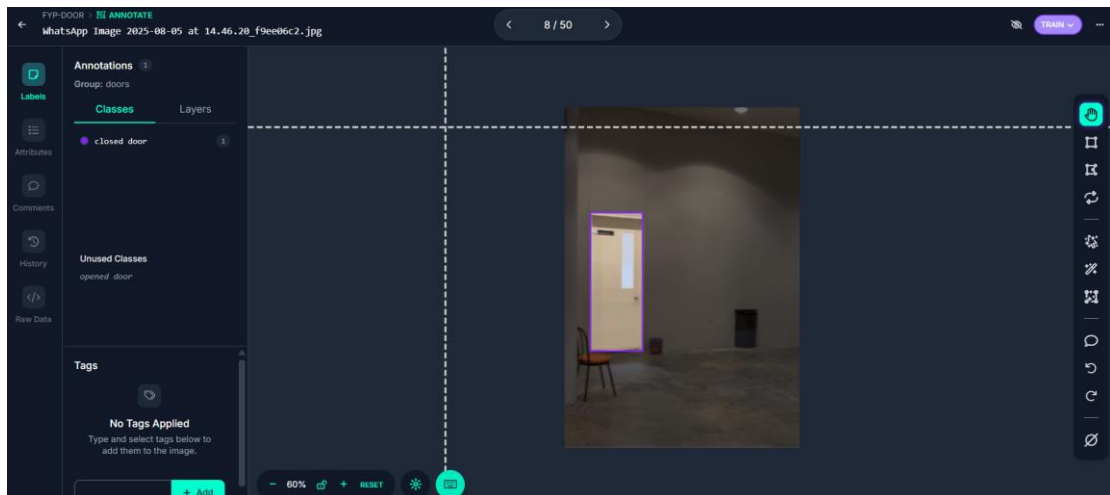 FYP-DOOR > ANNOTATE
WhatsApp Image 2025-08-05 at 14.46.20_f9ee06c2.jpg
8 / 50
TRAIN
Labels
Attributes
Comments
History
Raw Data
Annotations 1
Group: doors
Classes Layers
closed door 1
Unused Classes
opened door
Tags
No Tags Applied
Type and select tags below to
add them to the image.
+ Add
- 60% + RESET